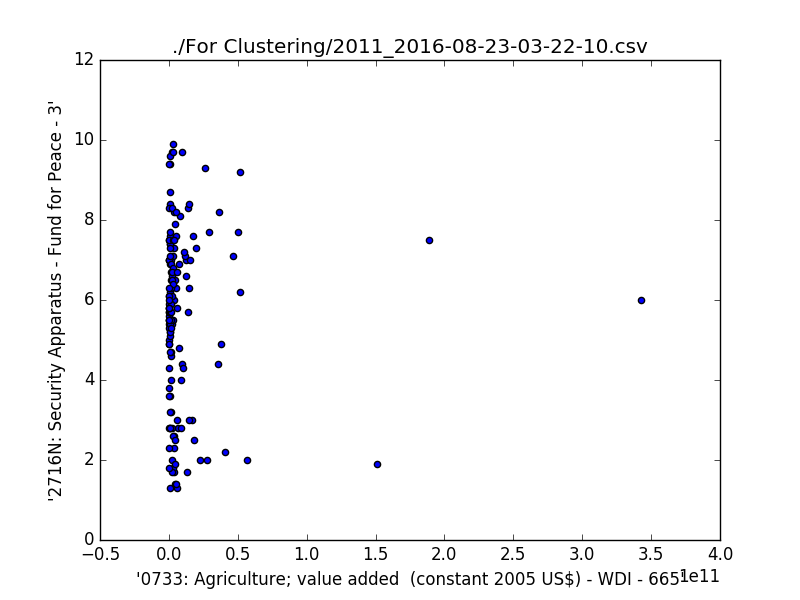 ./For Clustering/2011_2016-08-23-03-22-10.csv
12
10
8
6
4
2
0
'2716N: Security Apparatus - Fund for Peace - 3'
−0.5 0.0 0.5 1.0 1.5 2.0 2.5 3.0 3.5 4.0
1e11
'0733: Agriculture; value added  (constant 2005 US$) - WDI - 665'